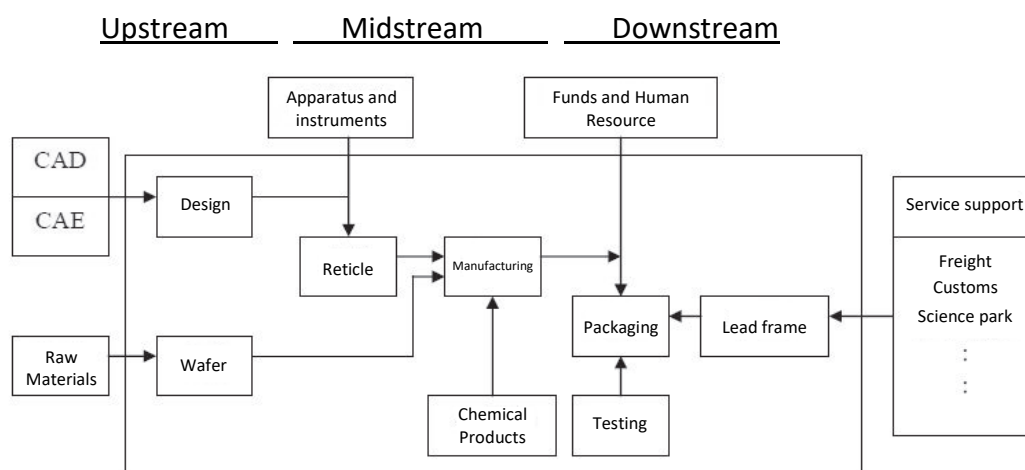 Upstream Midstream Downstream
Apparatus and
instruments
Funds and Human
Resource
CAD
CAE
Design
Service support
Reticle
Manufacturing
Freight
Customs
Science park
:
:
Packaging
Lead frame
Raw
Materials
Wafer
Chemical
Products
Testing